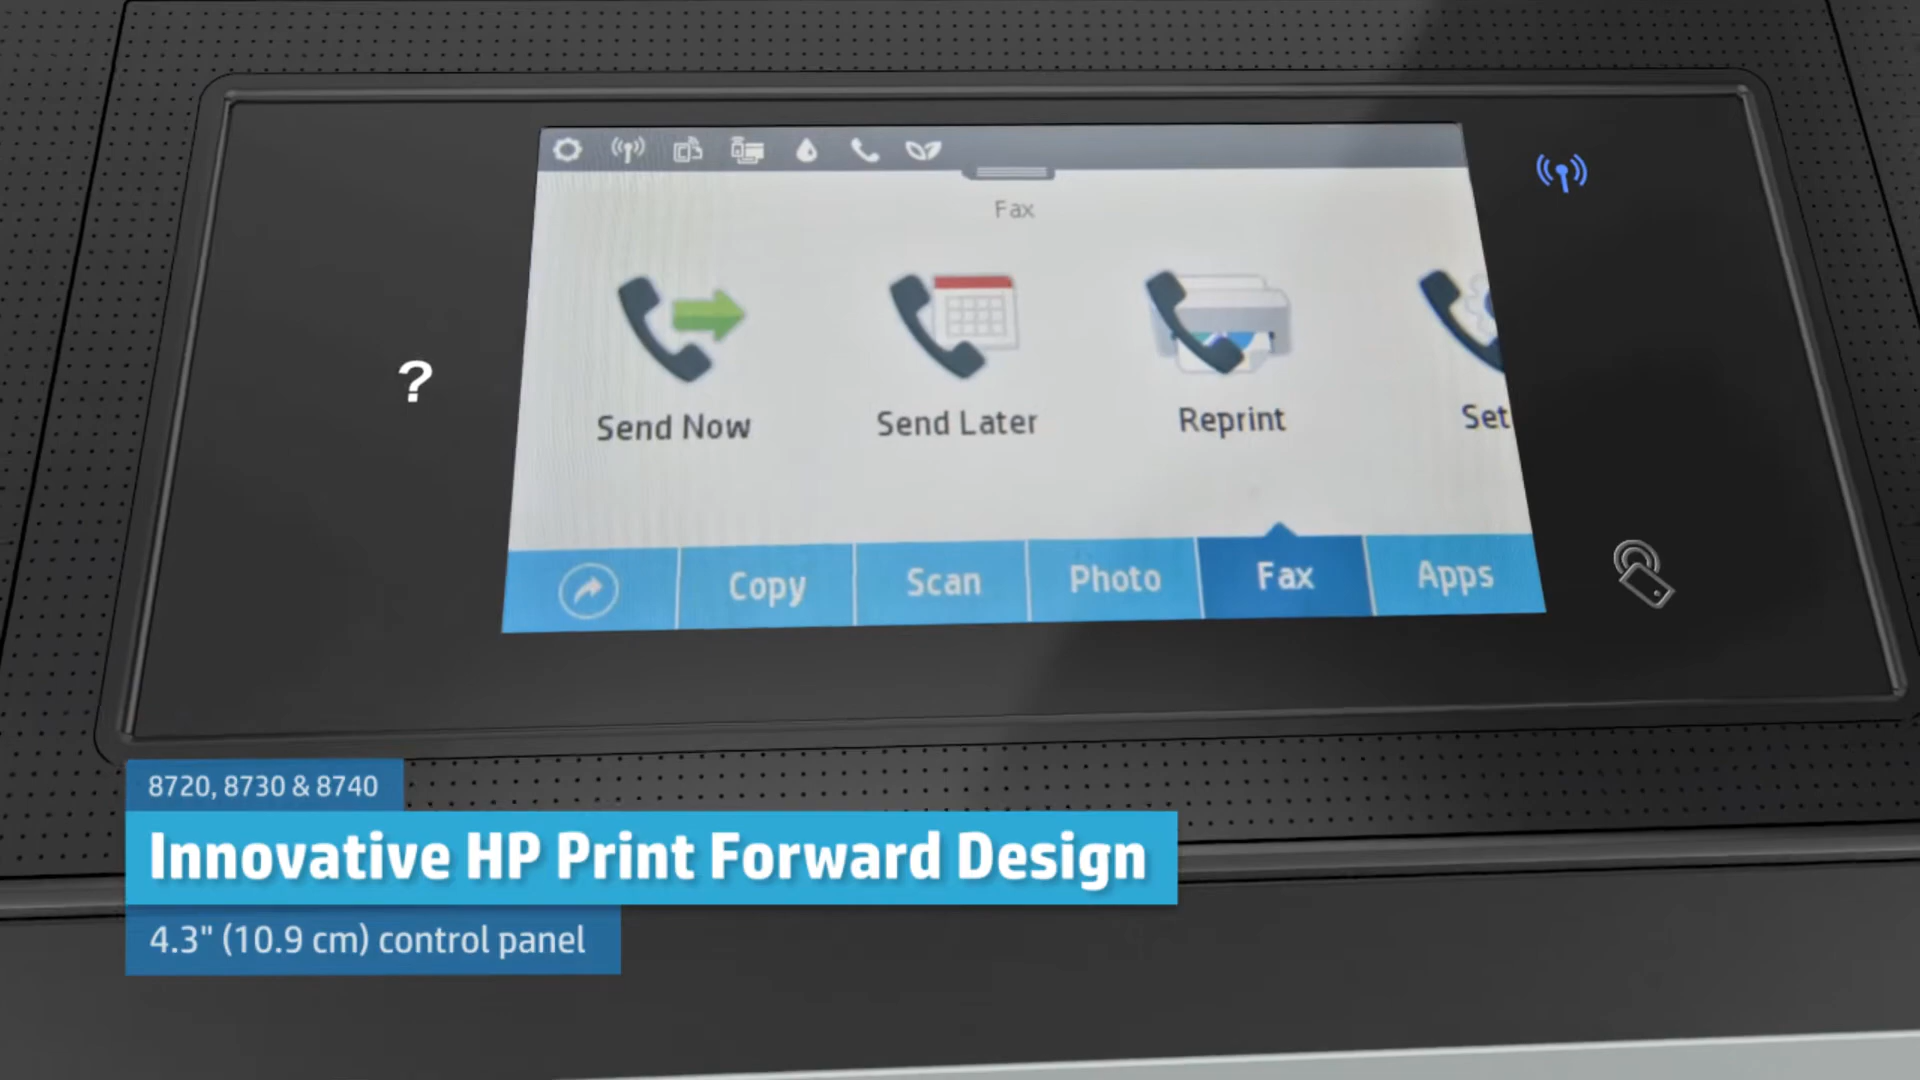 Fax
Send Now
Send Later
Reprint
Set
?
Copy
Scan
Photo
Fax
Apps
8720, 8730 & 8740
Innovative HP Print Forward Design
4.3" (10.9 cm) control panel